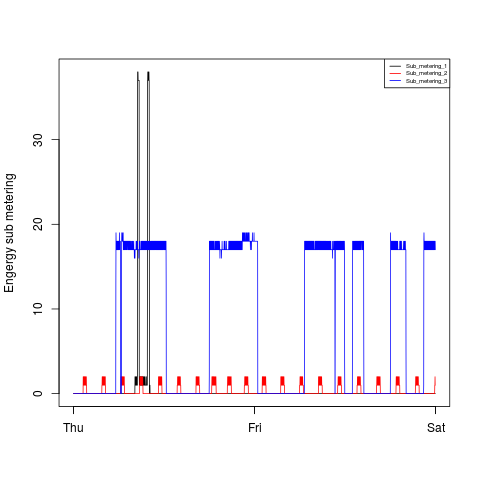 Sub_metering_1
Sub_metering_2
Sub_metering_3
Engergy sub metering
30
20
10
0
Thu
Fri
Sat